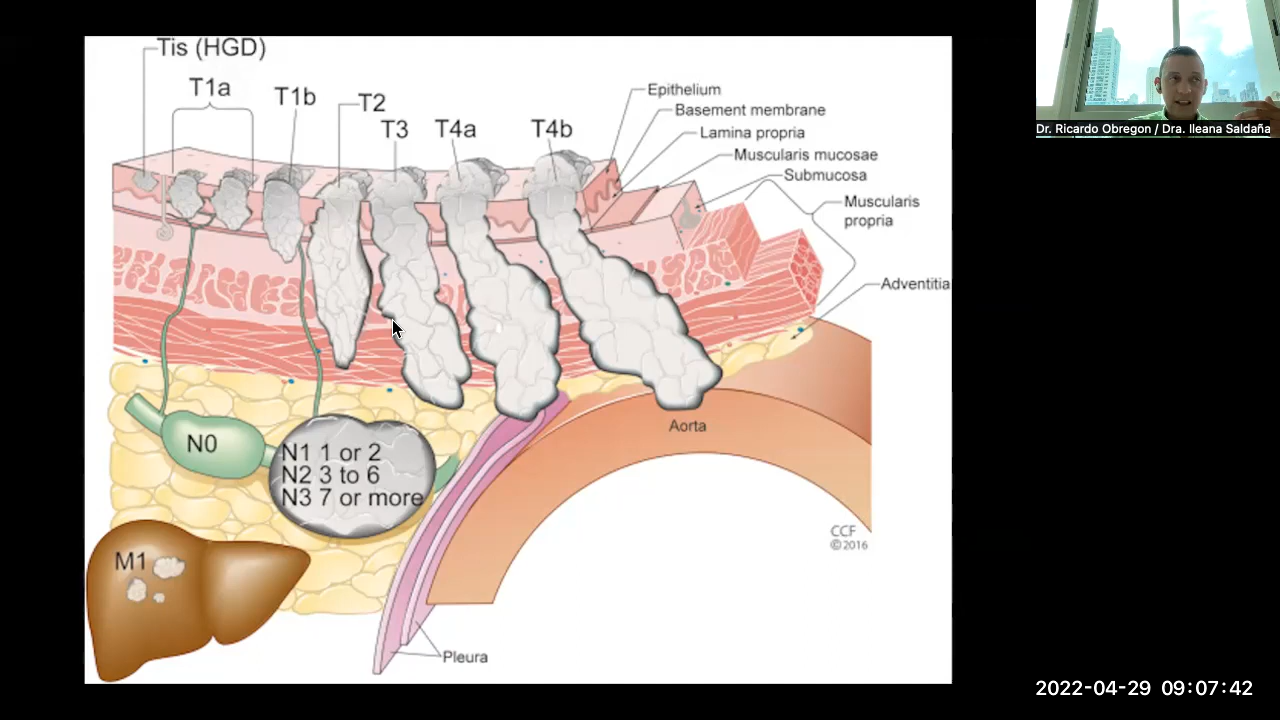 Tis (HGD)
T1a
T1b
T2
T3
T4a
T4b
Epithelium
Basement membrane
Lamina propria
Muscularis mucosae
Submucosa
Muscularis
propria
Adventitia
N0
N1 1 or 2
N2 3 to 6
N3 7 or more
M1
Aorta
Pleura
CCF
©2016
Dr. Ricardo Obregon / Dra. Ileana Saldaña
2022-04-29 09:07:42